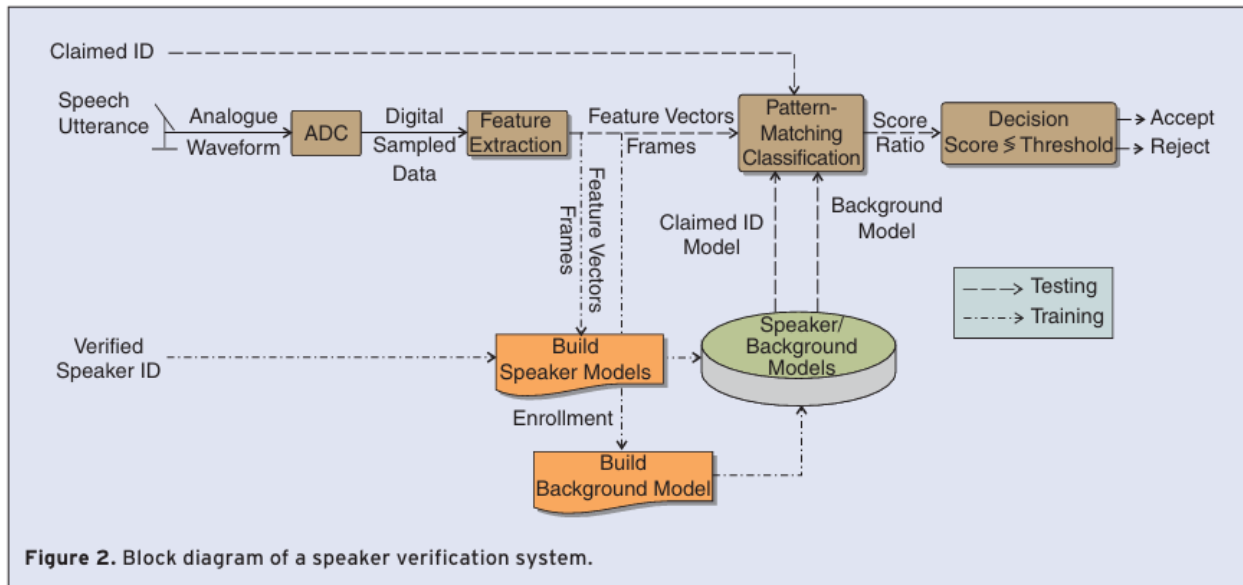 Claimed ID
Speech
Utterance
Analogue
Waveform
ADC
Digital
Sampled
Data
Feature
Extraction
Feature Vectors
Frames
Pattern-
Matching
Classification
Score
Ratio
Decision
Score ≶ Threshold
Accept
Reject
Feature Vectors
Frames
Claimed ID
Model
Background
Model
Testing
Training
Verified
Speaker ID
Build
Speaker Models
Speaker/
Background
Models
Enrollment
Build
Background Model
Figure 2. Block diagram of a speaker verification system.